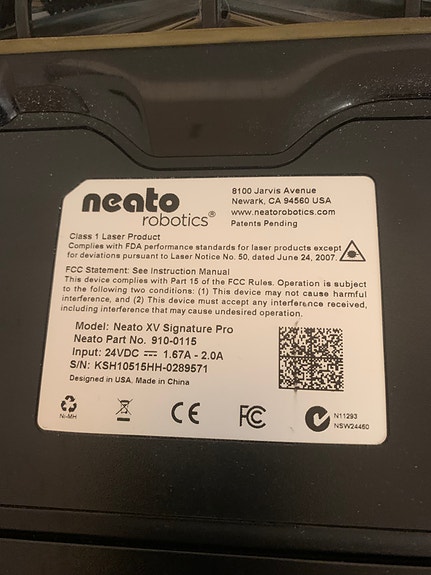 neato
robotics®
8100 Jarvis Avenue
Newark, CA 94560 USA
www.neatorobotics.com
Patents Pending
Class 1 Laser Product
Complies with FDA performance standards for laser products except
for deviations pursuant to Laser Notice No. 50, dated June 24, 2007.
FCC Statement: See Instruction Manual
This device complies with Part 15 of the FCC Rules. Operation is subject
to the following two conditions: (1) This device may not cause harmful
interference, and (2) This device must accept any interference received,
including interference that may cause undesired operation.
Model: Neato XV Signature Pro
Neato Part No. 910-0115
Input: 24VDC ⎓ 1.67A - 2.0A
S/N: KSH10515HH-0289571
Designed in USA. Made in China
Ni-MH
CE
FC
N11293
NSW24460